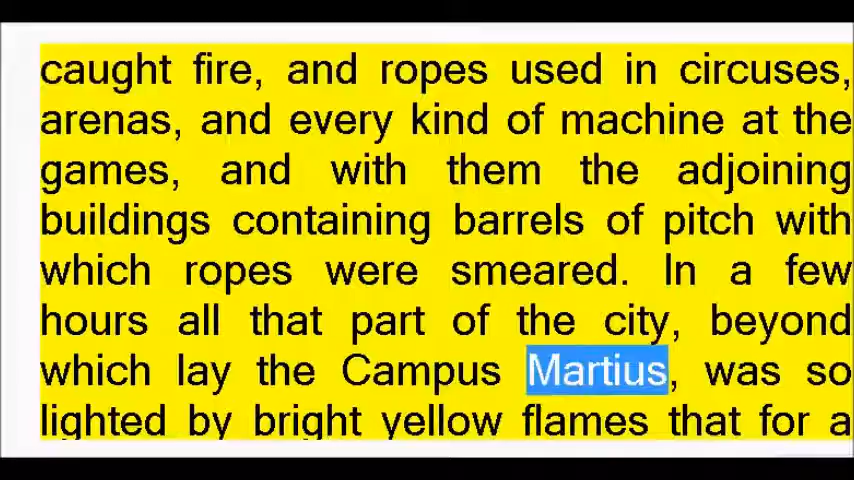 caught fire, and ropes used in circuses,
arenas, and every kind of machine at the
games, and with them the adjoining
buildings containing barrels of pitch with
which ropes were smeared. In a few
hours all that part of the city, beyond
which lay the Campus Martius, was so
lighted by bright yellow flames that for a